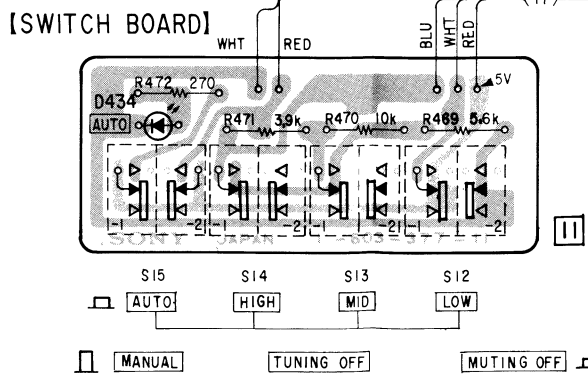 【SWITCH BOARD】
WHT RED BLU WHT RED
5V
R472 270
D434
AUTO
R471 3.9k R470 10k R469 5.6k
-1 -2 -1 -2 -1 -2 -1 -2
SONY JAPAN
11
S15 S14 S13 S12
AUTO HIGH MID LOW
MANUAL TUNING OFF MUTING OFF